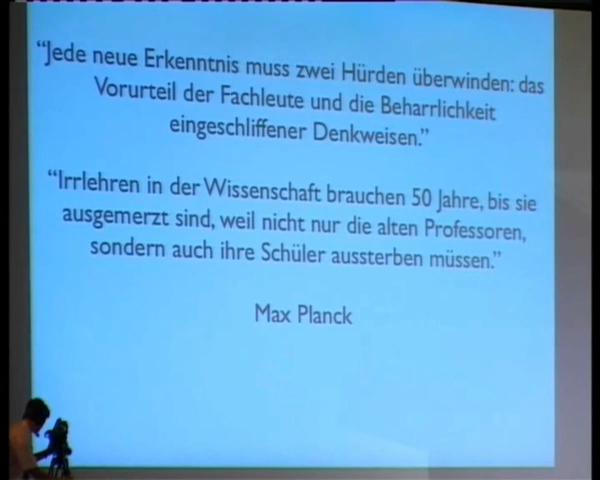 “Jede neue Erkenntnis muss zwei Hürden überwinden: das
Vorurteil der Fachleute und die Beharrlichkeit
eingeschliffener Denkweisen.”
“Irrlehren in der Wissenschaft brauchen 50 Jahre, bis sie
ausgemerzt sind, weil nicht nur die alten Professoren,
sondern auch ihre Schüler aussterben müssen.”
Max Planck